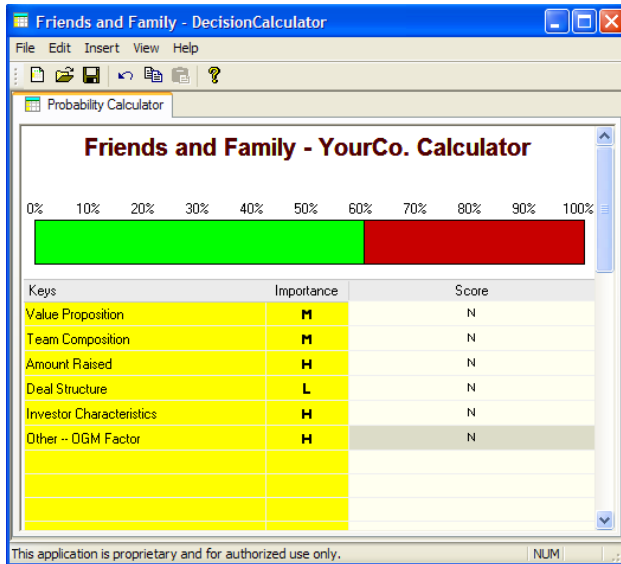 Friends and Family - DecisionCalculator
File Edit Insert View Help
Probability Calculator
Friends and Family - YourCo. Calculator
0% 10% 20% 30% 40% 50% 60% 70% 80% 90% 100%
Keys Importance Score
Value Proposition M N
Team Composition M N
Amount Raised H N
Deal Structure L N
Investor Characteristics H N
Other -- OGM Factor H N
This application is proprietary and for authorized use only. NUM